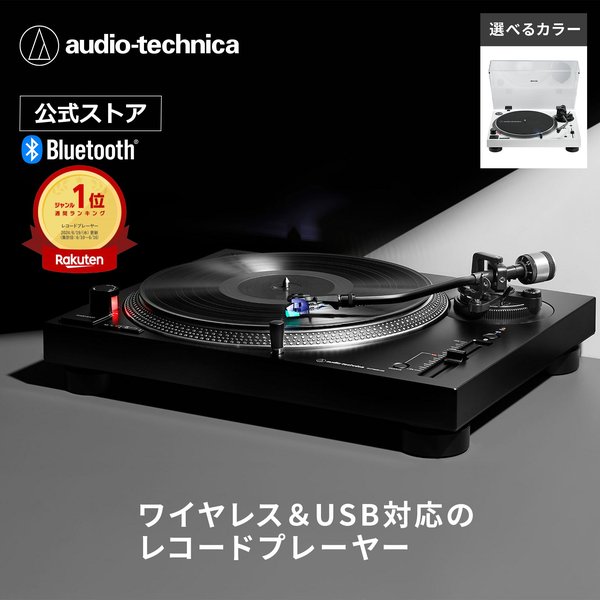 audio-technica
選べるカラー
公式ストア
Bluetooth®
ジャンル1位
週間ランキング
レコードプレーヤー
Rakuten
audio-technica
ワイヤレス&USB対応の
レコードプレーヤー